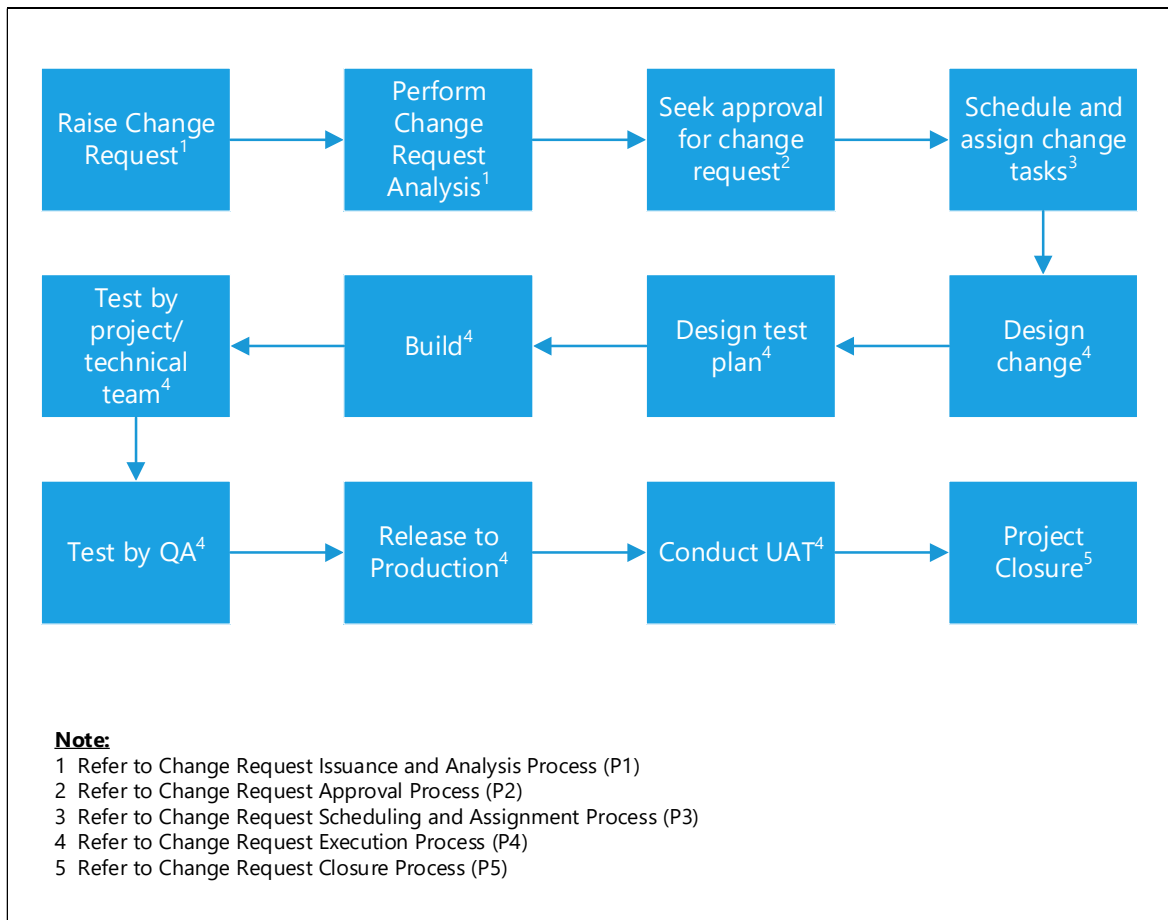 Raise Change
Request1
Perform
Change
Request
Analysis1
Seek approval
for change
request2
Schedule and
assign change
tasks3
Test by
project/
technical
team4
Build4
Design test
plan4
Design
change4
Test by QA4
Release to
Production4
Conduct UAT4
Project
Closure5
Note:
1 Refer to Change Request Issuance and Analysis Process (P1)
2 Refer to Change Request Approval Process (P2)
3 Refer to Change Request Scheduling and Assignment Process (P3)
4 Refer to Change Request Execution Process (P4)
5 Refer to Change Request Closure Process (P5)